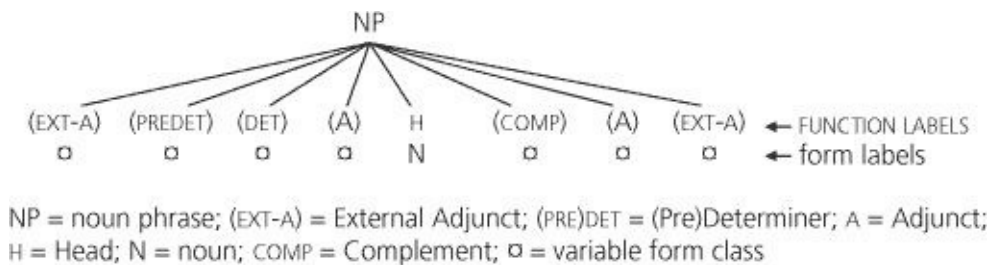 NP
(EXT-A) (PREDET) (DET) (A) H (COMP) (A) (EXT-A) ← FUNCTION LABELS
¤ ¤ ¤ ¤ N ¤ ¤ ¤ ← form labels
NP = noun phrase; (EXT-A) = External Adjunct; (PRE)DET = (Pre)Determiner; A = Adjunct;
H = Head; N = noun; COMP = Complement; ¤ = variable form class